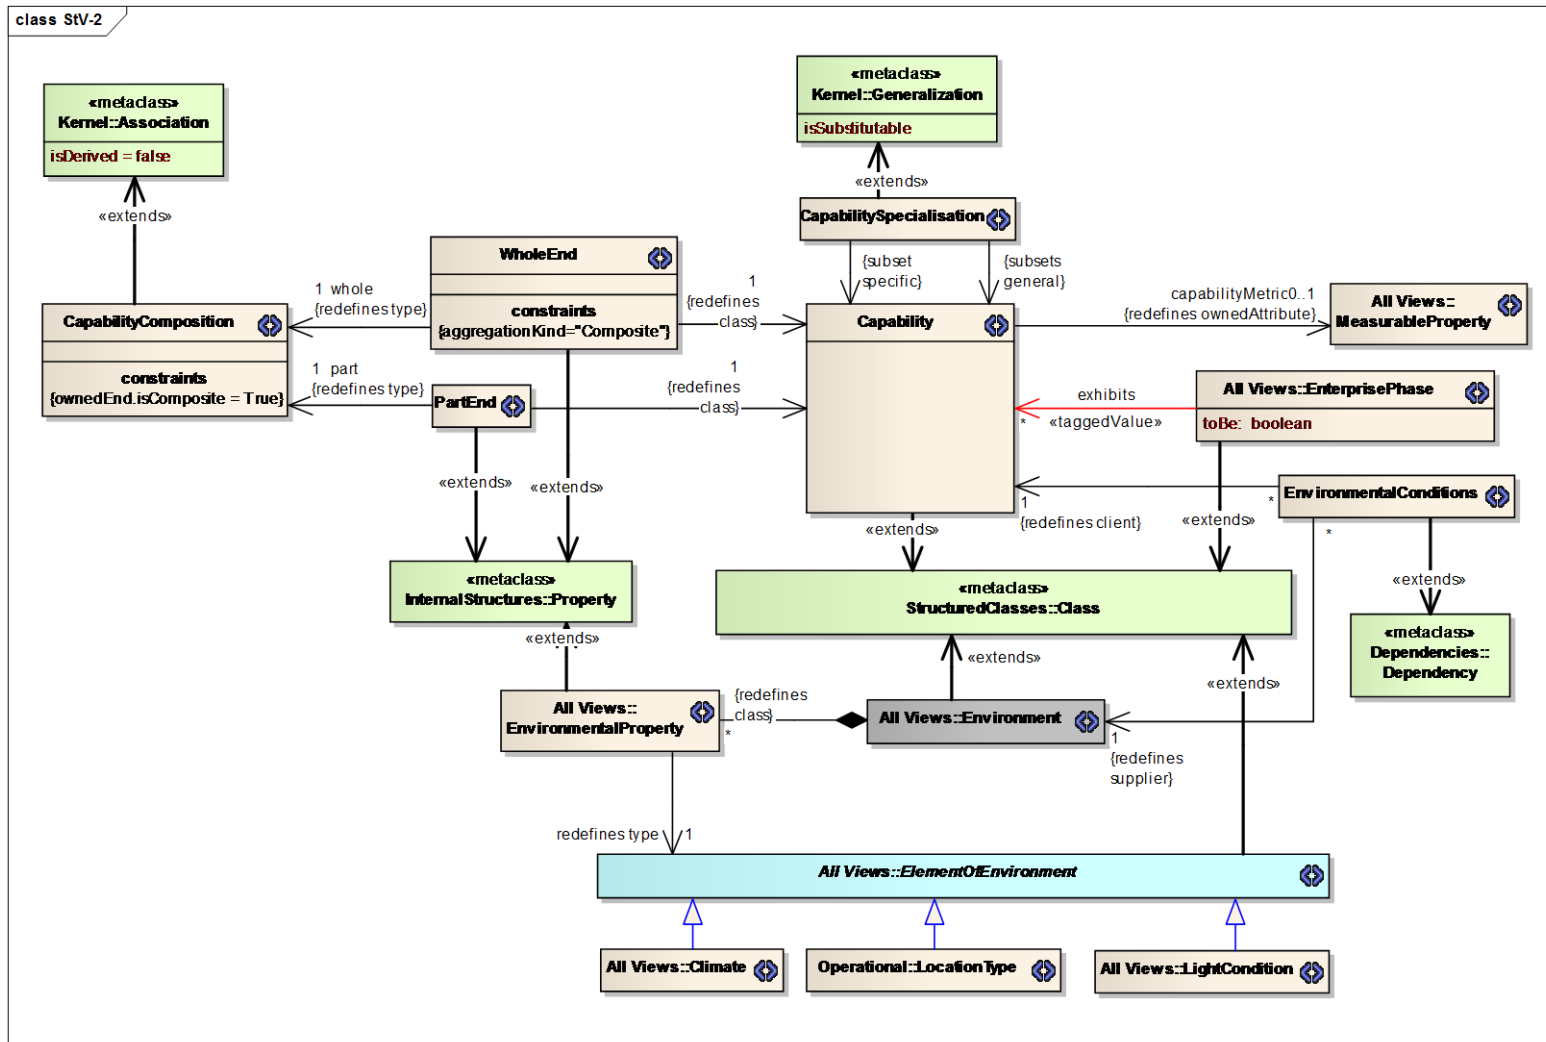 class StV-2
«metaclass»
Kernel::Association
isDerived = false
«metaclass»
Kernel::Generalization
isSubstitutable
«extends»
«extends»
CapabilitySpecialisation
WholeEnd
constraints
{aggregationKind="Composite"}
{subset
specific}
{subsets
general}
1 whole
{redefines type}
1
{redefines
class}
capabilityMetric0..1
{redefines ownedAttribute}
All Views::
MeasurableProperty
CapabilityComposition
constraints
{ownedEnd.isComposite = True}
Capability
1 part
{redefines type}
PartEnd
1
{redefines
class}
exhibits
*
«taggedValue»
All Views::EnterprisePhase
toBe: boolean
«extends»
«extends»
EnvironmentalConditions
*
*
1
{redefines client}
«extends»
«extends»
«extends»
«metaclass»
InternalStructures::Property
«metaclass»
StructuredClasses::Class
«metaclass»
Dependencies::
Dependency
«extends»
«extends»
«extends»
All Views::
EnvironmentalProperty
{redefines
class}
*
All Views::Environment
1
{redefines
supplier}
redefines type
1
All Views::ElementOfEnvironment
All Views::Climate
Operational::LocationType
All Views::LightCondition